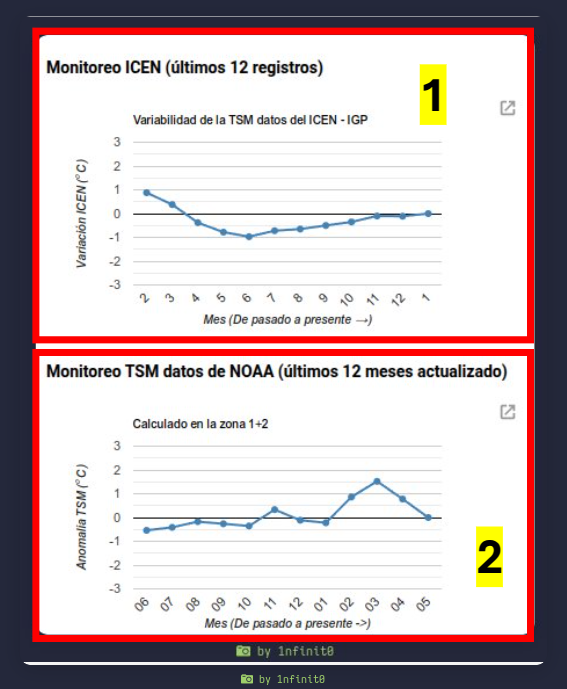 Monitoreo ICEN (últimos 12 registros)
1
Variabilidad de la TSM datos del ICEN - IGP
3
2
1
0
-1
-2
-3
Variación ICEN (°C)
2 3 4 5 6 7 8 9 10 11 12 1
Mes (De pasado a presente →)
Monitoreo TSM datos de NOAA (últimos 12 meses actualizado)
Calculado en la zona 1+2
3
2
1
0
-1
-2
-3
Anomalía TSM (°C)
2
06 07 08 09 10 11 12 01 02 03 04 05
Mes (De pasado a presente ->)
by 1nfinit0
by 1nfinit0